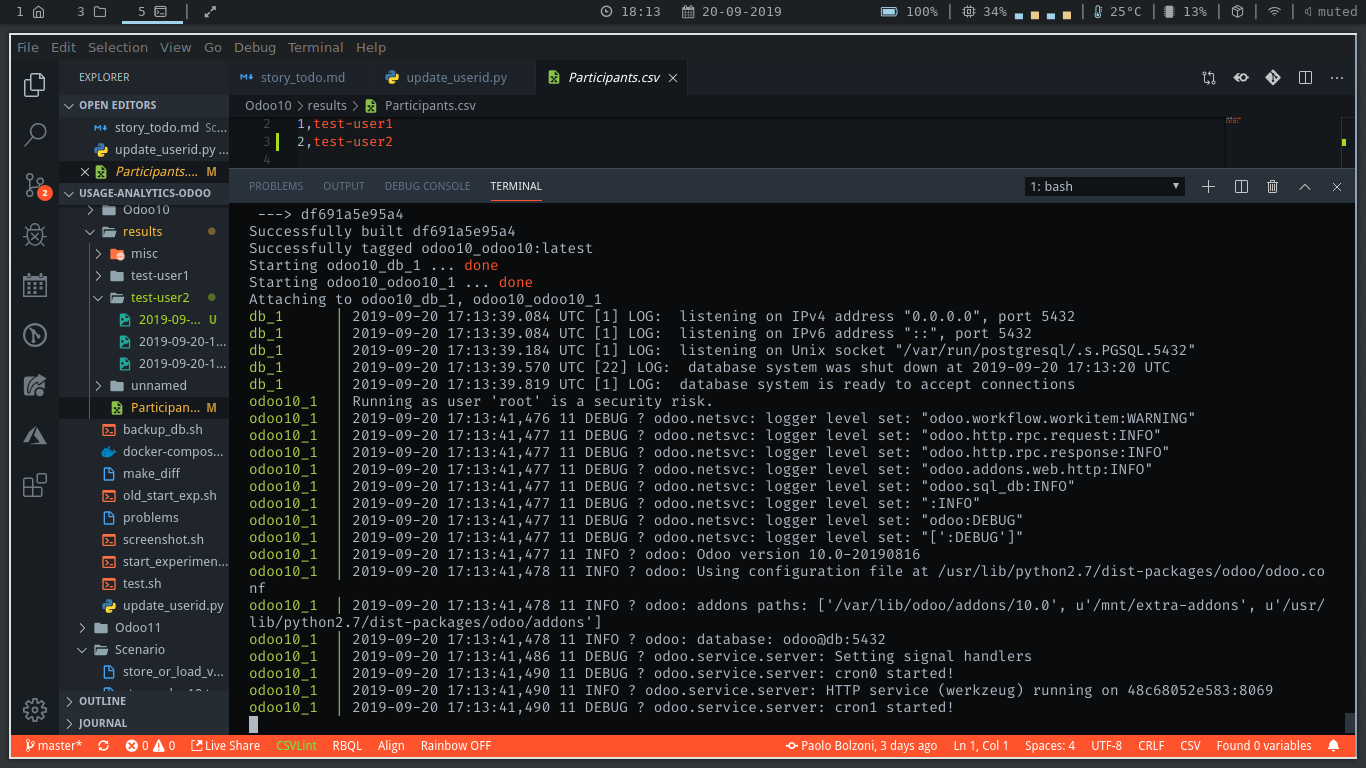 1 3 5 18:13 20-09-2019 100% 34% 25°C 13% muted
File Edit Selection View Go Debug Terminal Help
EXPLORER
OPEN EDITORS
story_todo.md Sc...
update_userid.py ...
Participants.... M
USAGE-ANALYTICS-ODOO
Odoo10
results
misc
test-user1
test-user2
2019-09-... U
2019-09-20-1...
2019-09-20-1...
unnamed
Participan... M
backup_db.sh
docker-compos...
make_diff
old_start_exp.sh
problems
screenshot.sh
start_experimen...
test.sh
update_userid.py
Odoo11
Scenario
store_or_load_v...
OUTLINE
JOURNAL
2
story_todo.md update_userid.py Participants.csv
Odoo10 > results > Participants.csv
2 1,test-user1
3 2,test-user2
4
PROBLEMS OUTPUT DEBUG CONSOLE TERMINAL 1: bash
---> df691a5e95a4
Successfully built df691a5e95a4
Successfully tagged odoo10_odoo10:latest
Starting odoo10_db_1 ... done
Starting odoo10_odoo10_1 ... done
Attaching to odoo10_db_1, odoo10_odoo10_1
db_1 | 2019-09-20 17:13:39.084 UTC [1] LOG:  listening on IPv4 address "0.0.0.0", port 5432
db_1 | 2019-09-20 17:13:39.084 UTC [1] LOG:  listening on IPv6 address "::", port 5432
db_1 | 2019-09-20 17:13:39.184 UTC [1] LOG:  listening on Unix socket "/var/run/postgresql/.s.PGSQL.5432"
db_1 | 2019-09-20 17:13:39.570 UTC [22] LOG:  database system was shut down at 2019-09-20 17:13:20 UTC
db_1 | 2019-09-20 17:13:39.819 UTC [1] LOG:  database system is ready to accept connections
odoo10_1 | Running as user 'root' is a security risk.
odoo10_1 | 2019-09-20 17:13:41,476 11 DEBUG ? odoo.netsvc: logger level set: "odoo.workflow.workitem:WARNING"
odoo10_1 | 2019-09-20 17:13:41,477 11 DEBUG ? odoo.netsvc: logger level set: "odoo.http.rpc.request:INFO"
odoo10_1 | 2019-09-20 17:13:41,477 11 DEBUG ? odoo.netsvc: logger level set: "odoo.http.rpc.response:INFO"
odoo10_1 | 2019-09-20 17:13:41,477 11 DEBUG ? odoo.netsvc: logger level set: "odoo.addons.web.http:INFO"
odoo10_1 | 2019-09-20 17:13:41,477 11 DEBUG ? odoo.netsvc: logger level set: "odoo.sql_db:INFO"
odoo10_1 | 2019-09-20 17:13:41,477 11 DEBUG ? odoo.netsvc: logger level set: ":INFO"
odoo10_1 | 2019-09-20 17:13:41,477 11 DEBUG ? odoo.netsvc: logger level set: "odoo:DEBUG"
odoo10_1 | 2019-09-20 17:13:41,477 11 DEBUG ? odoo.netsvc: logger level set: "[':DEBUG']"
odoo10_1 | 2019-09-20 17:13:41,477 11 INFO ? odoo: Odoo version 10.0-20190816
odoo10_1 | 2019-09-20 17:13:41,478 11 INFO ? odoo: Using configuration file at /usr/lib/python2.7/dist-packages/odoo/odoo.co
nf
odoo10_1 | 2019-09-20 17:13:41,478 11 INFO ? odoo: addons paths: ['/var/lib/odoo/addons/10.0', u'/mnt/extra-addons', u'/usr/
lib/python2.7/dist-packages/odoo/addons']
odoo10_1 | 2019-09-20 17:13:41,478 11 INFO ? odoo: database: odoo@db:5432
odoo10_1 | 2019-09-20 17:13:41,486 11 DEBUG ? odoo.service.server: Setting signal handlers
odoo10_1 | 2019-09-20 17:13:41,490 11 DEBUG ? odoo.service.server: cron0 started!
odoo10_1 | 2019-09-20 17:13:41,490 11 INFO ? odoo.service.server: HTTP service (werkzeug) running on 48c68052e583:8069
odoo10_1 | 2019-09-20 17:13:41,490 11 DEBUG ? odoo.service.server: cron1 started!
master* 0 0 Live Share CSVLint RBQL Align Rainbow OFF Paolo Bolzoni, 3 days ago Ln 1, Col 1 Spaces: 4 UTF-8 CRLF CSV Found 0 variables